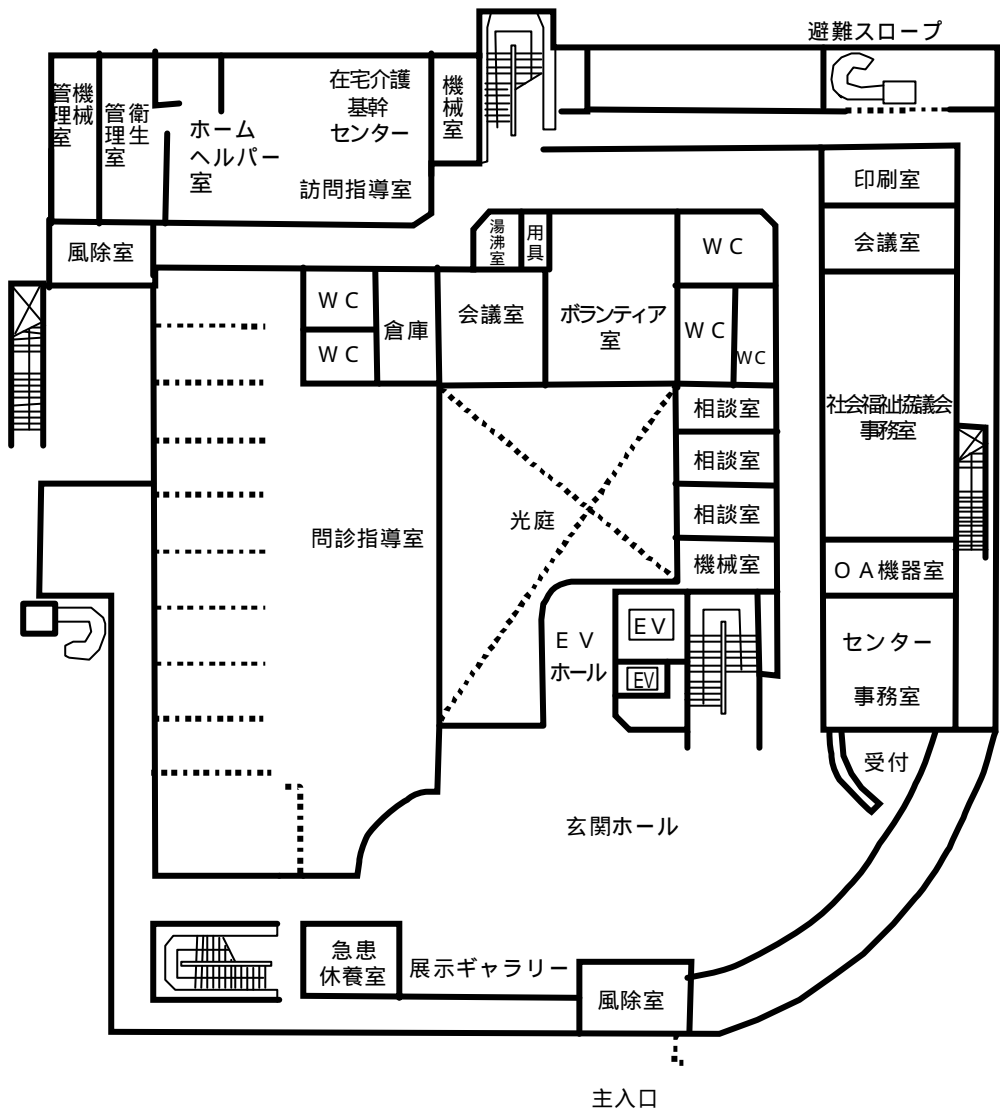 避難スロープ
機械
管理室
衛生
管理室
ホーム
ヘルパー
室
在宅介護
基幹
センター
訪問指導室
機械室
風除室
湯沸室
用具
ＷＣ
印刷室
会議室
ＷＣ
ＷＣ
倉庫
会議室
ボランティア
室
ＷＣ
WC
相談室
相談室
相談室
機械室
社会福祉協議会
事務室
問診指導室
光庭
ＯＡ機器室
センター
事務室
ＥＶ
ホール
ＥＶ
EV
受付
玄関ホール
急患
休養室
展示ギャラリー
風除室
主入口